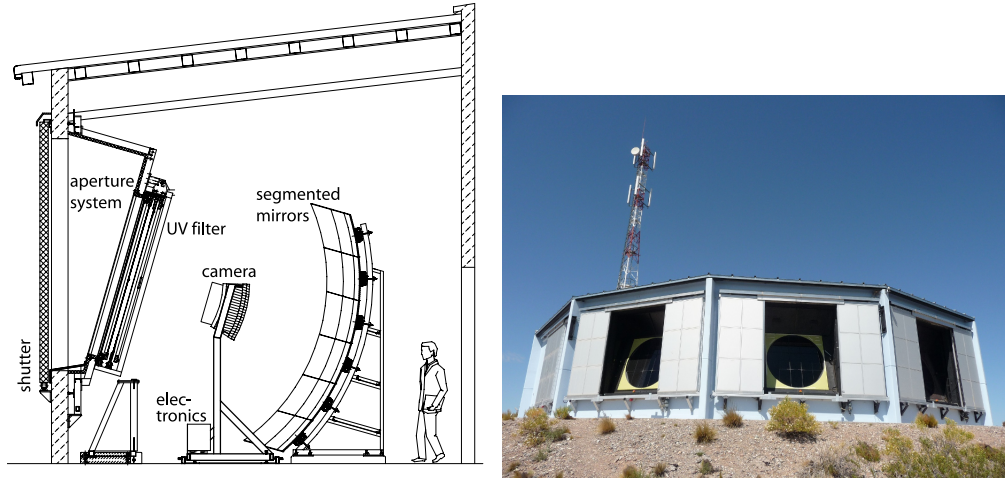 aperture
system
UV filter
segmented
mirrors
camera
shutter
elec-
tronics